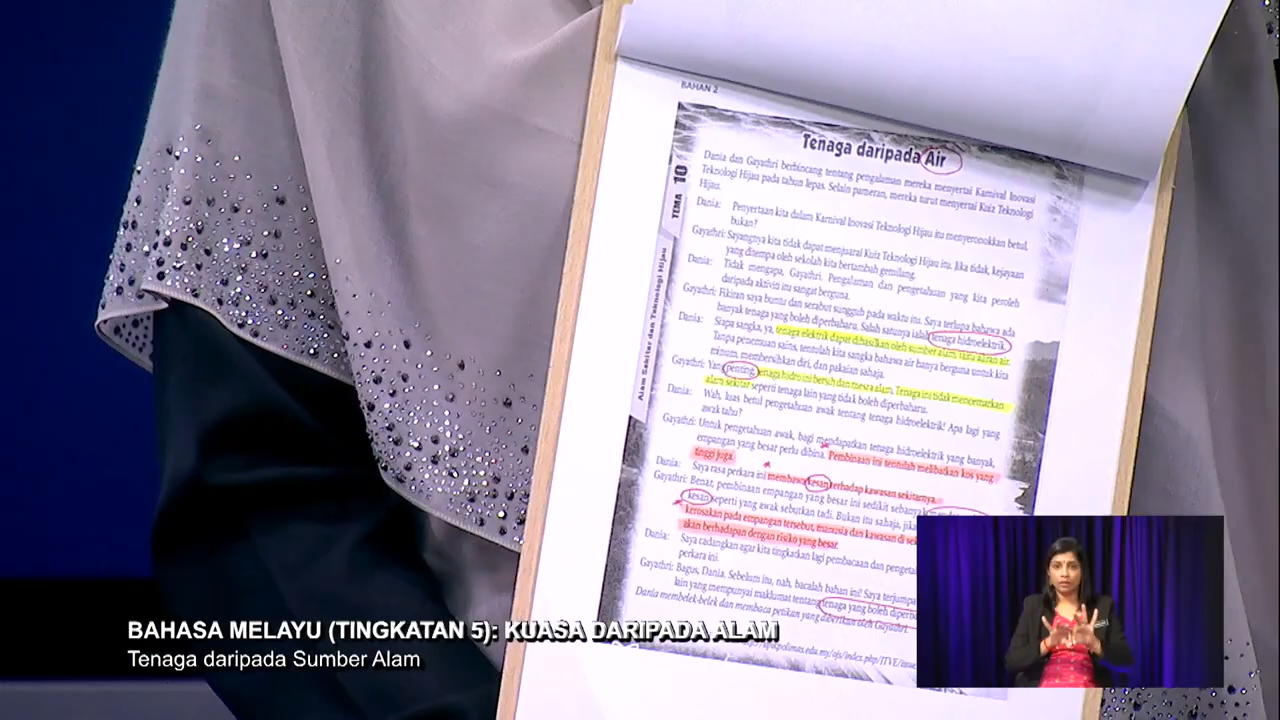 BAHAN 2
Tenaga daripada Air
TEMA 10
Alam Sekitar dan Teknologi Hijau
Dania dan Gayathri berbincang tentang pengalaman mereka menyertai Karnival Inovasi
Teknologi Hijau pada tahun lepas. Selain pameran, mereka turut menyertai Kuiz Teknologi
Hijau.
Dania: Penyertaan kita dalam Karnival Inovasi Teknologi Hijau itu menyeronokkan betul,
bukan?
Gayathri: Sayangnya kita tidak dapat menjuarai Kuiz Teknologi Hijau itu. Jika tidak, kejayaan
yang ditempa oleh sekolah kita bertambah gemilang.
Dania: Tidak mengapa, Gayathri. Pengalaman dan pengetahuan yang kita peroleh
daripada aktiviti itu sangat berguna.
Gayathri: Fikiran saya buntu dan serabut sungguh pada waktu itu. Saya terlupa bahawa ada
banyak tenaga yang boleh diperbaharu. Salah satunya ialah tenaga hidroelektrik.
Dania: Siapa sangka, ya, tenaga elektrik dapat dihasilkan oleh sumber alam, iaitu aliran air.
Tanpa penemuan sains, tentulah kita sangka bahawa air hanya berguna untuk kita
minum, membersihkan diri, dan pakaian sahaja.
Gayathri: Yang penting, tenaga hidro ini bersih dan mesra alam. Tenaga ini tidak mencemarkan
alam sekitar seperti tenaga lain yang tidak boleh diperbaharu.
Dania: Wah, luas betul pengetahuan awak tentang tenaga hidroelektrik! Apa lagi yang
awak tahu?
Gayathri: Untuk pengetahuan awak, bagi mendapatkan tenaga hidroelektrik yang banyak,
empangan yang besar perlu dibina. Pembinaan ini tentulah melibatkan kos yang
tinggi juga.
Dania: Saya rasa perkara ini membawa kesan terhadap kawasan sekitarnya.
Gayathri: Benar, pembinaan empangan yang besar ini sedikit sebanyak
kesan seperti yang awak sebutkan tadi. Bukan itu sahaja, jika
kerosakan pada empangan tersebut, manusia dan kawasan di
akan berhadapan dengan risiko yang besar.
Dania: Saya cadangkan agar kita tingkatkan lagi pembacaan dan
perkara ini.
Gayathri: Bagus, Dania. Sebelum itu, nah, bacalah bahan ini! Saya
lain yang mempunyai maklumat tentang tenaga yang boleh
Dania membelek-belek dan membaca petikan yang diberikan oleh Gayathri.
BAHASA MELAYU (TINGKATAN 5): KUASA DARIPADA ALAM
Tenaga daripada Sumber Alam